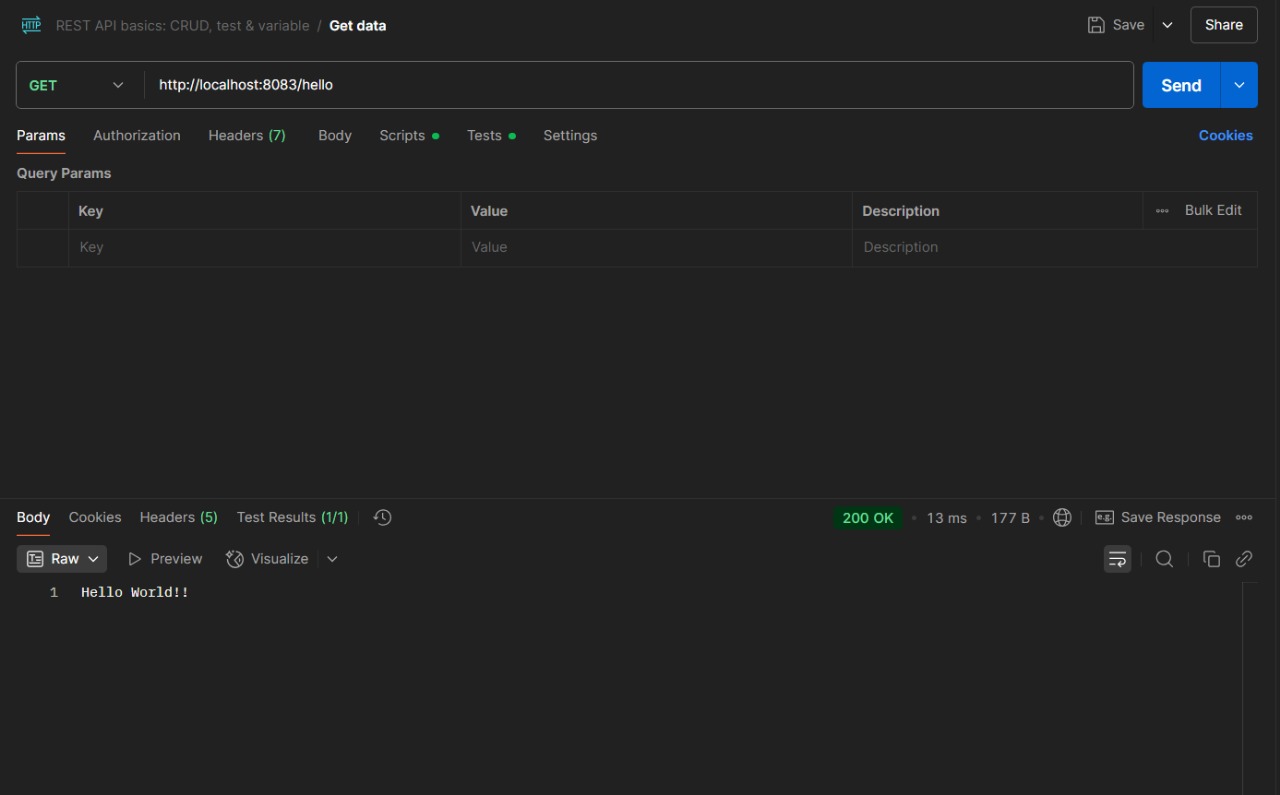 HTTP REST API basics: CRUD, test & variable / Get data Save Share
GET http://localhost:8083/hello Send
Params Authorization Headers (7) Body Scripts Tests Settings Cookies
Query Params
Key Value Description Bulk Edit
Key Value Description
Body Cookies Headers (5) Test Results (1/1) 200 OK 13 ms 177 B e.g. Save Response
Raw Preview Visualize
1 Hello World!!